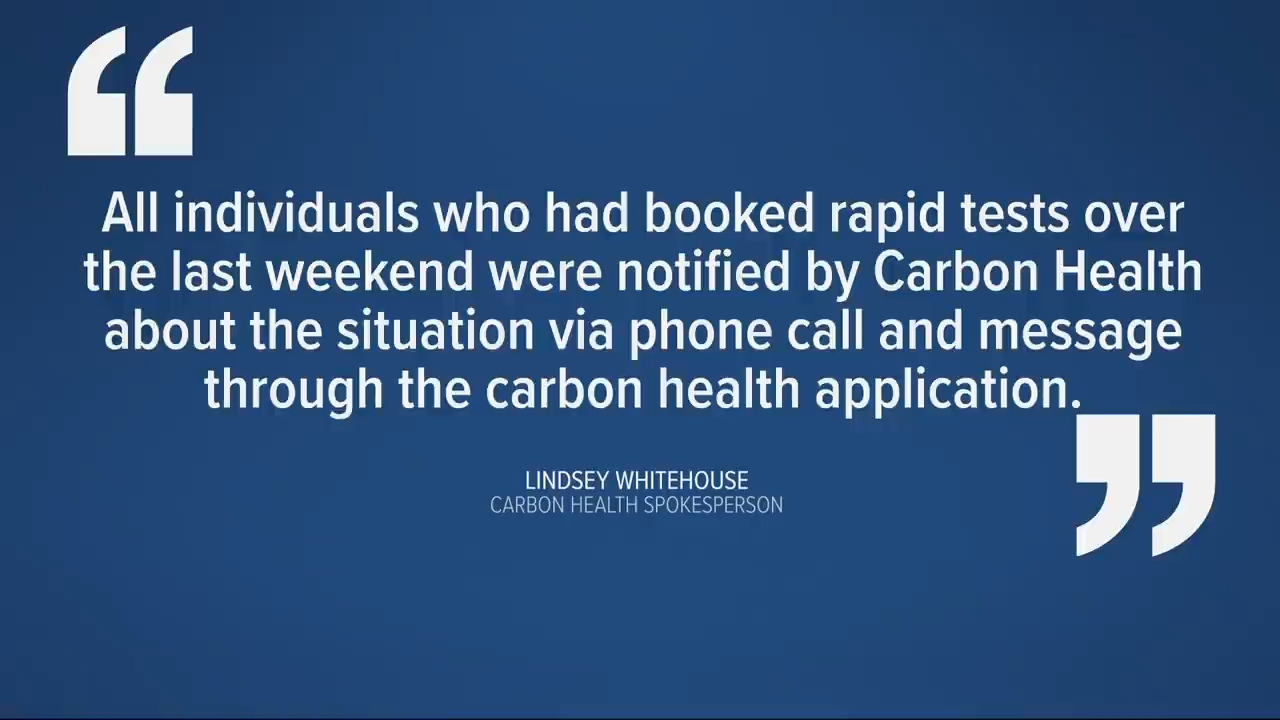 “
All individuals who had booked rapid tests over
the last weekend were notified by Carbon Health
about the situation via phone call and message
through the carbon health application.
”
LINDSEY WHITEHOUSE
CARBON HEALTH SPOKESPERSON